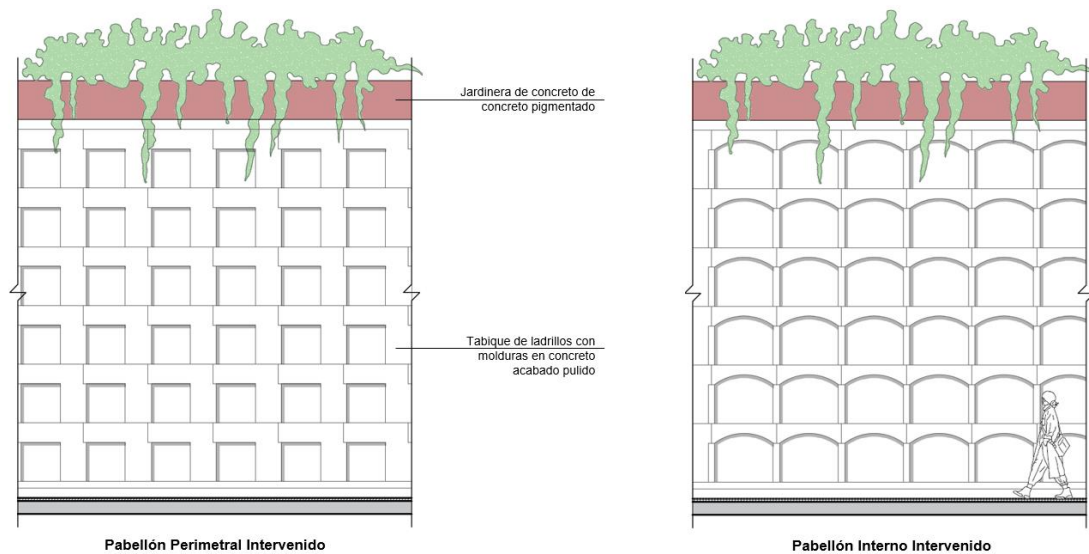 Jardinera de concreto de
concreto pigmentado
Tabique de ladrillos con
molduras en concreto
acabado pulido
Pabellón Perimetral Intervenido
Pabellón Interno Intervenido